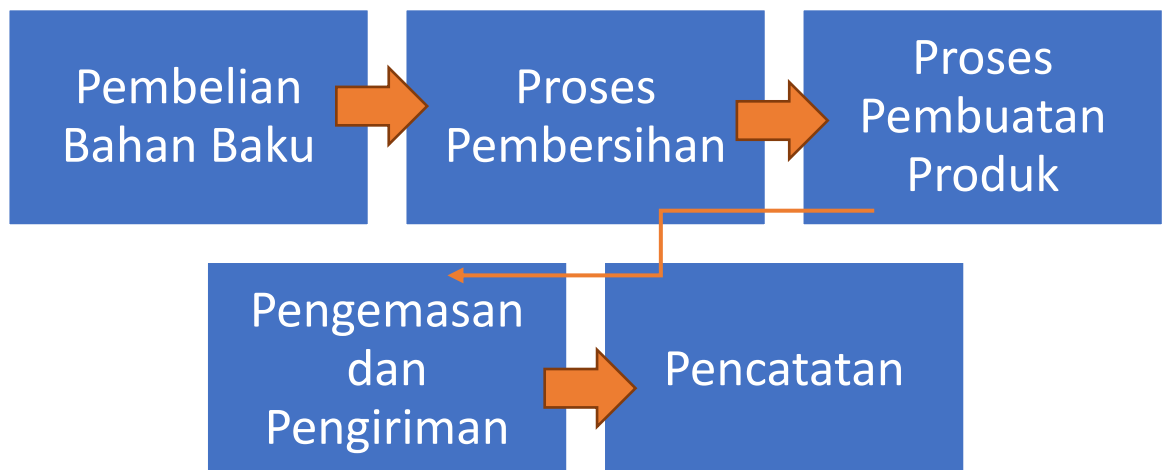 Pembelian
Bahan Baku
Proses
Pembersihan
Proses
Pembuatan
Produk
Pengemasan
dan
Pengiriman
Pencatatan